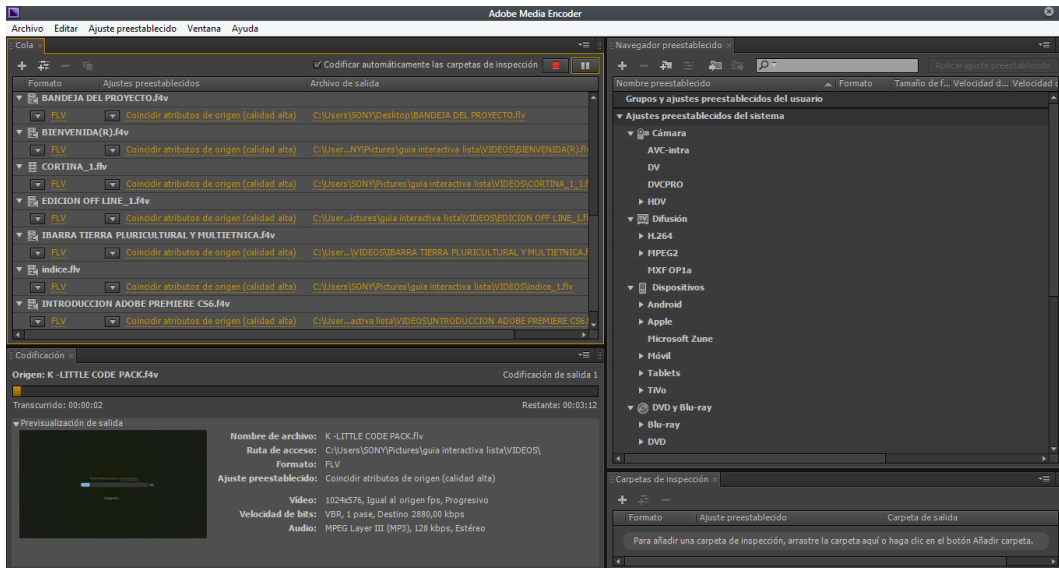 Adobe Media Encoder
Archivo Editar Ajuste preestablecido Ventana Ayuda
Cola
Codificar automáticamente las carpetas de inspección
Formato Ajustes preestablecidos Archivo de salida
BANDEJA DEL PROYECTO.f4v
FLV Coincidir atributos de origen (calidad alta) C:\Users\SONY\Desktop\BANDEJA DEL PROYECTO.flv
BIENVENIDA(R).f4v
FLV Coincidir atributos de origen (calidad alta) C:\User...NY\Pictures\guia interactiva lista\VIDEOS\BIENVENIDA(R).fl
CORTINA_1.flv
FLV Coincidir atributos de origen (calidad alta) C:\Users\SONY\Pictures\guia interactiva lista\VIDEOS\CORTINA_1_1.f
EDICION OFF LINE_1.f4v
FLV Coincidir atributos de origen (calidad alta) C:\User...ictures\guia interactiva lista\VIDEOS\EDICION OFF LINE_1.fl
IBARRA TIERRA PLURICULTURAL Y MULTIETNICA.f4v
FLV Coincidir atributos de origen (calidad alta) C:\User...\VIDEOS\IBARRA TIERRA PLURICULTURAL Y MULTIETNICA.f
indice.flv
FLV Coincidir atributos de origen (calidad alta) C:\Users\SONY\Pictures\guia interactiva lista\VIDEOS\indice_1.flv
INTRODUCCION ADOBE PREMIERE CS6.f4v
FLV Coincidir atributos de origen (calidad alta) C:\User...activa lista\VIDEOS\INTRODUCCION ADOBE PREMIERE CS6.
Codificación
Origen: K -LITTLE CODE PACK.f4v Codificación de salida 1
Transcurrido: 00:00:02 Restante: 00:03:12
Previsualización de salida
Nombre de archivo: K -LITTLE CODE PACK.flv
Ruta de acceso: C:\Users\SONY\Pictures\guia interactiva lista\VIDEOS\
Formato: FLV
Ajuste preestablecido: Coincidir atributos de origen (calidad alta)
Vídeo: 1024x576, Igual al origen fps, Progresivo
Velocidad de bits: VBR, 1 pase, Destino 2880,00 kbps
Audio: MPEG Layer III (MP3), 128 kbps, Estéreo
Navegador preestablecido
Aplicar ajuste preestablecido
Nombre preestablecido Formato Tamaño de f... Velocidad d... Velocidad d
Grupos y ajustes preestablecidos del usuario
Ajustes preestablecidos del sistema
Cámara
AVC-intra
DV
DVCPRO
HDV
Difusión
H.264
MPEG2
MXF OP1a
Dispositivos
Android
Apple
Microsoft Zune
Móvil
Tablets
TiVo
DVD y Blu-ray
Blu-ray
DVD
Carpetas de inspección
Formato Ajuste preestablecido Carpeta de salida
Para añadir una carpeta de inspección, arrastre la carpeta aquí o haga clic en el botón Añadir carpeta.